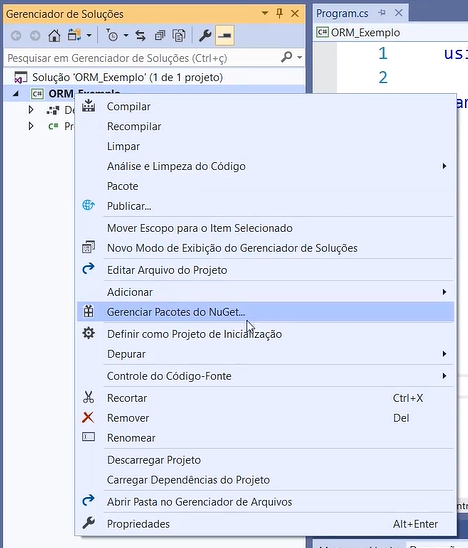 Gerenciador de Soluções
Program.cs
ORM_Exemplo
Pesquisar em Gerenciador de Soluções (Ctrl+ç)
1
usi
2
Solução 'ORM_Exemplo' (1 de 1 projeto)
ORM_Exemplo
De
Pr
Compilar
Recompilar
Limpar
Análise e Limpeza do Código
Pacote
Publicar...
Mover Escopo para o Item Selecionado
Novo Modo de Exibição do Gerenciador de Soluções
Editar Arquivo do Projeto
Adicionar
Gerenciar Pacotes do NuGet...
Definir como Projeto de Inicialização
Depurar
Controle do Código-Fonte
Recortar Ctrl+X
Remover Del
Renomear
Descarregar Projeto
Carregar Dependências do Projeto
Abrir Pasta no Gerenciador de Arquivos
Propriedades Alt+Enter